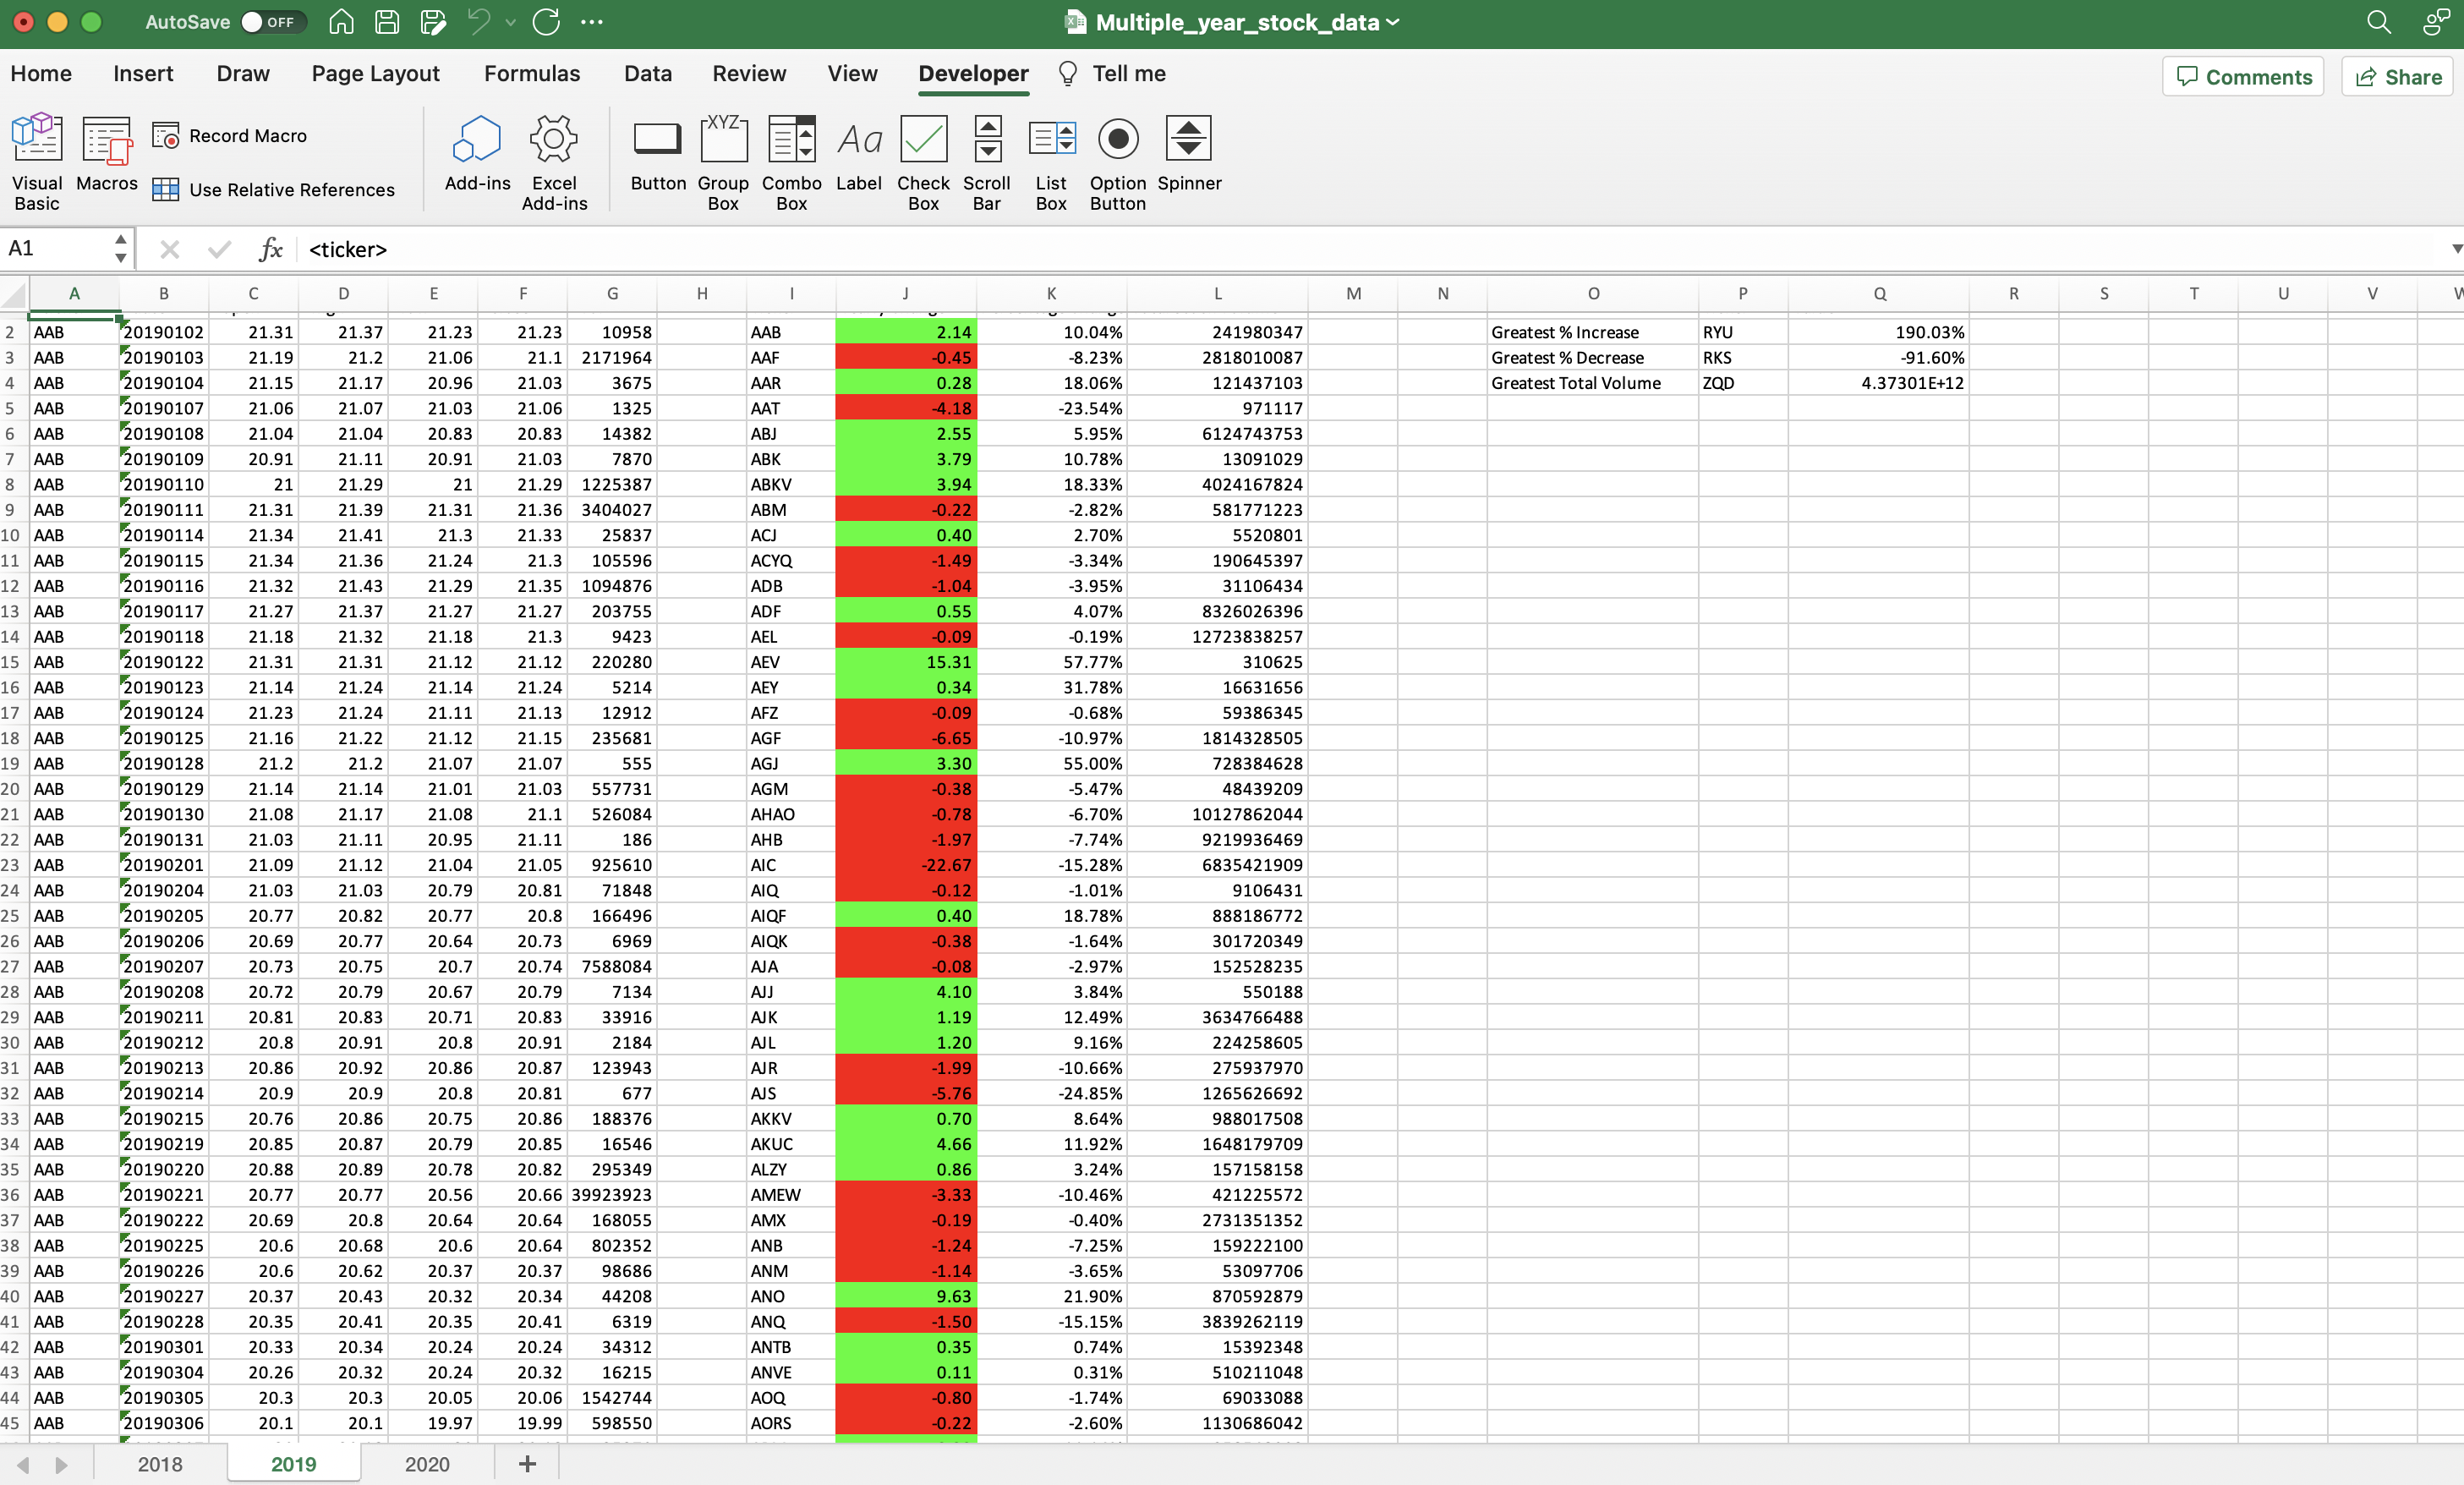 AutoSave OFF Multiple_year_stock_data
Home Insert Draw Page Layout Formulas Data Review View Developer Tell me Comments Share
Visual Basic Macros Record Macro Use Relative References Add-ins Excel Add-ins Button Group Box Combo Box Label Check Box Scroll Bar List Box Option Button Spinner
XYZ Aa
A1 fx <ticker>
A B C D E F G H I J K L M N O P Q R S T U V
2 AAB 20190102 21.31 21.37 21.23 21.23 10958 AAB 2.14 10.04% 241980347 Greatest % Increase RYU 190.03%
3 AAB 20190103 21.19 21.2 21.06 21.1 2171964 AAF -0.45 -8.23% 2818010087 Greatest % Decrease RKS -91.60%
4 AAB 20190104 21.15 21.17 20.96 21.03 3675 AAR 0.28 18.06% 121437103 Greatest Total Volume ZQD 4.37301E+12
5 AAB 20190107 21.06 21.07 21.03 21.06 1325 AAT -4.18 -23.54% 971117
6 AAB 20190108 21.04 21.04 20.83 20.83 14382 ABJ 2.55 5.95% 6124743753
7 AAB 20190109 20.91 21.11 20.91 21.03 7870 ABK 3.79 10.78% 13091029
8 AAB 20190110 21 21.29 21 21.29 1225387 ABKV 3.94 18.33% 4024167824
9 AAB 20190111 21.31 21.39 21.31 21.36 3404027 ABM -0.22 -2.82% 581771223
10 AAB 20190114 21.34 21.41 21.3 21.33 25837 ACJ 0.40 2.70% 5520801
11 AAB 20190115 21.34 21.36 21.24 21.3 105596 ACYQ -1.49 -3.34% 190645397
12 AAB 20190116 21.32 21.43 21.29 21.35 1094876 ADB -1.04 -3.95% 31106434
13 AAB 20190117 21.27 21.37 21.27 21.27 203755 ADF 0.55 4.07% 8326026396
14 AAB 20190118 21.18 21.32 21.18 21.3 9423 AEL -0.09 -0.19% 12723838257
15 AAB 20190122 21.31 21.31 21.12 21.12 220280 AEV 15.31 57.77% 310625
16 AAB 20190123 21.14 21.24 21.14 21.24 5214 AEY 0.34 31.78% 16631656
17 AAB 20190124 21.23 21.24 21.11 21.13 12912 AFZ -0.09 -0.68% 59386345
18 AAB 20190125 21.16 21.22 21.12 21.15 235681 AGF -6.65 -10.97% 1814328505
19 AAB 20190128 21.2 21.2 21.07 21.07 555 AGJ 3.30 55.00% 728384628
20 AAB 20190129 21.14 21.14 21.01 21.03 557731 AGM -0.38 -5.47% 48439209
21 AAB 20190130 21.08 21.17 21.08 21.1 526084 AHAO -0.78 -6.70% 10127862044
22 AAB 20190131 21.03 21.11 20.95 21.11 186 AHB -1.97 -7.74% 9219936469
23 AAB 20190201 21.09 21.12 21.04 21.05 925610 AIC -22.67 -15.28% 6835421909
24 AAB 20190204 21.03 21.03 20.79 20.81 71848 AIQ -0.12 -1.01% 9106431
25 AAB 20190205 20.77 20.82 20.77 20.8 166496 AIQF 0.40 18.78% 888186772
26 AAB 20190206 20.69 20.77 20.64 20.73 6969 AIQK -0.38 -1.64% 301720349
27 AAB 20190207 20.73 20.75 20.7 20.74 7588084 AJA -0.08 -2.97% 152528235
28 AAB 20190208 20.72 20.79 20.67 20.79 7134 AJJ 4.10 3.84% 550188
29 AAB 20190211 20.81 20.83 20.71 20.83 33916 AJK 1.19 12.49% 3634766488
30 AAB 20190212 20.8 20.91 20.8 20.91 2184 AJL 1.20 9.16% 224258605
31 AAB 20190213 20.86 20.92 20.86 20.87 123943 AJR -1.99 -10.66% 275937970
32 AAB 20190214 20.9 20.9 20.8 20.81 677 AJS -5.76 -24.85% 1265626692
33 AAB 20190215 20.76 20.86 20.75 20.86 188376 AKKV 0.70 8.64% 988017508
34 AAB 20190219 20.85 20.87 20.79 20.85 16546 AKUC 4.66 11.92% 1648179709
35 AAB 20190220 20.88 20.89 20.78 20.82 295349 ALZY 0.86 3.24% 157158158
36 AAB 20190221 20.77 20.77 20.56 20.66 39923923 AMEW -3.33 -10.46% 421225572
37 AAB 20190222 20.69 20.8 20.64 20.64 168055 AMX -0.19 -0.40% 2731351352
38 AAB 20190225 20.6 20.68 20.6 20.64 802352 ANB -1.24 -7.25% 159222100
39 AAB 20190226 20.6 20.62 20.37 20.37 98686 ANM -1.14 -3.65% 53097706
40 AAB 20190227 20.37 20.43 20.32 20.34 44208 ANO 9.63 21.90% 870592879
41 AAB 20190228 20.35 20.41 20.35 20.41 6319 ANQ -1.50 -15.15% 3839262119
42 AAB 20190301 20.33 20.34 20.24 20.24 34312 ANTB 0.35 0.74% 15392348
43 AAB 20190304 20.26 20.32 20.24 20.32 16215 ANVE 0.11 0.31% 510211048
44 AAB 20190305 20.3 20.3 20.05 20.06 1542744 AOQ -0.80 -1.74% 69033088
45 AAB 20190306 20.1 20.1 19.97 19.99 598550 AORS -0.22 -2.60% 1130686042
2018 2019 2020 +